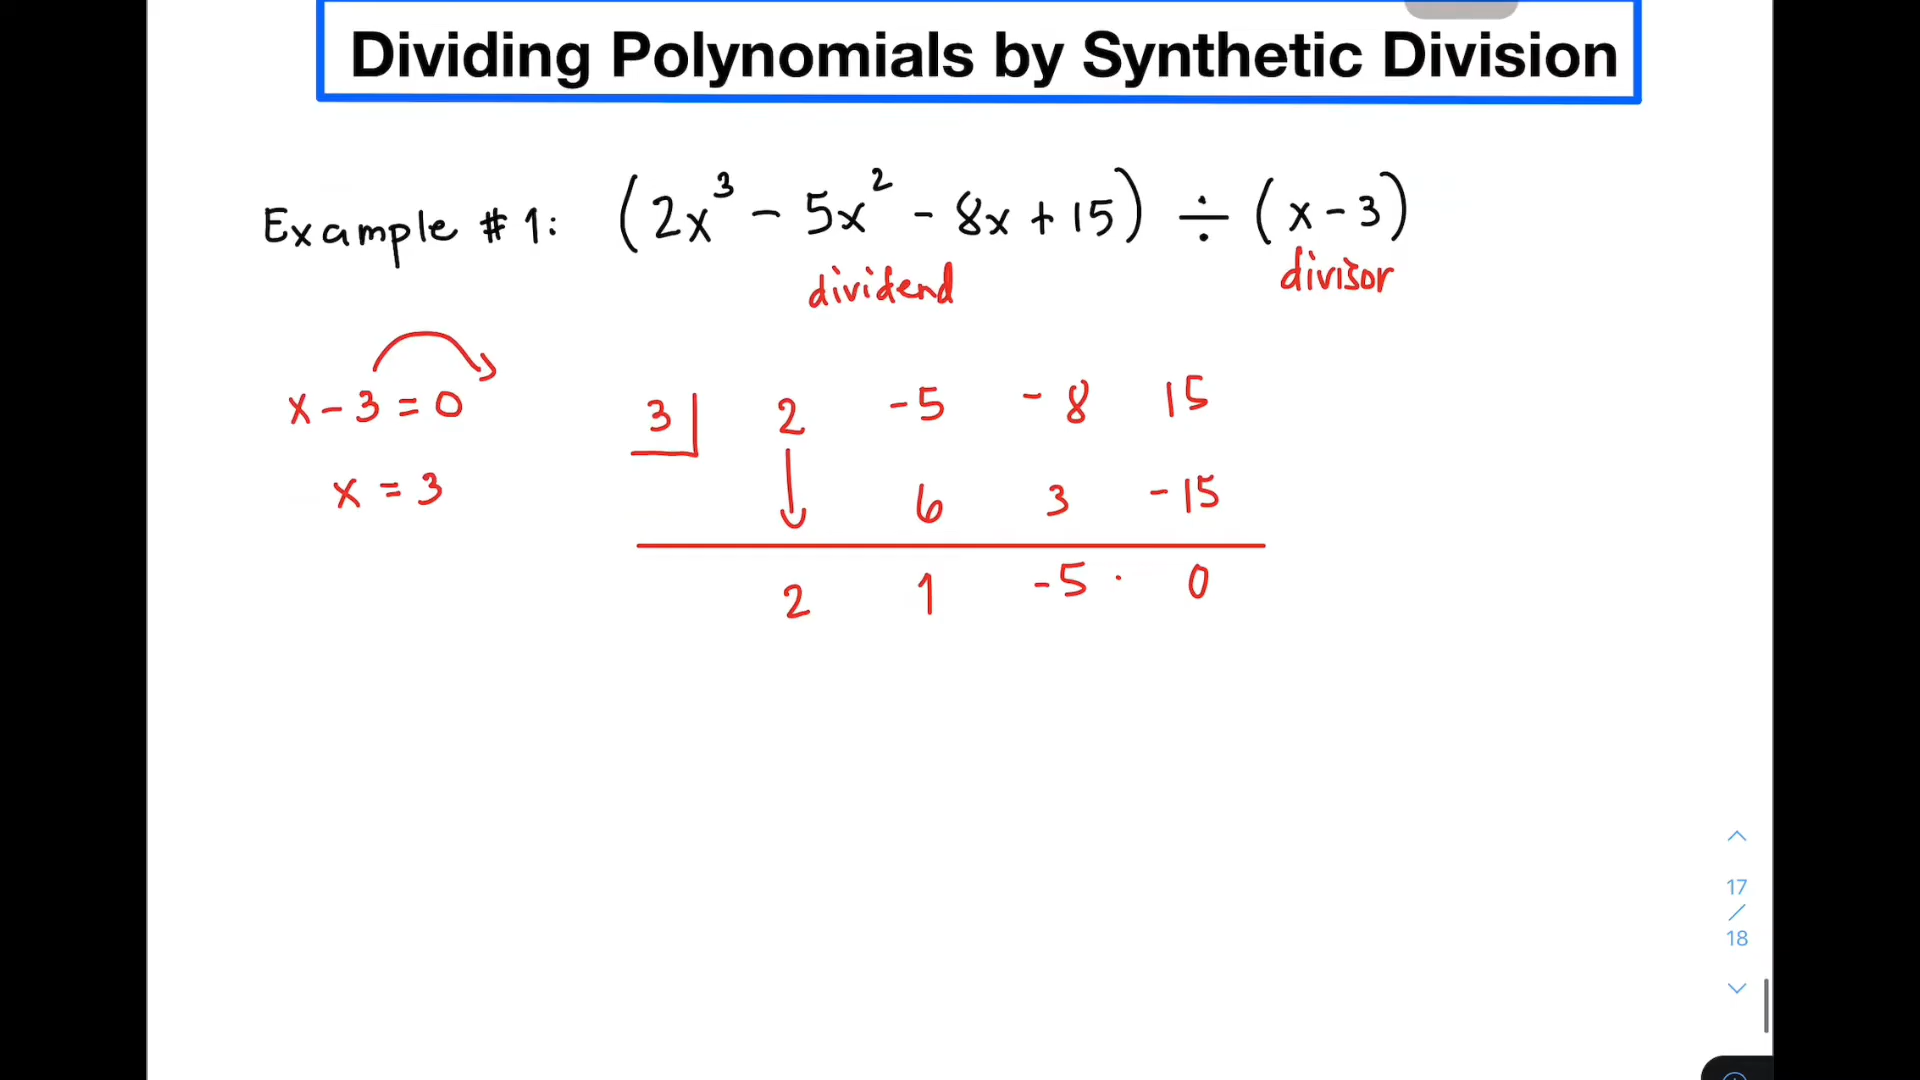 Dividing Polynomials by Synthetic Division
Example #1: (2x³ - 5x² - 8x + 15) ÷ (x - 3)
dividend divisor
x - 3 = 0
x = 3
3 2 -5 -8 15
6 3 -15
2 1 -5 · 0
17
/
18